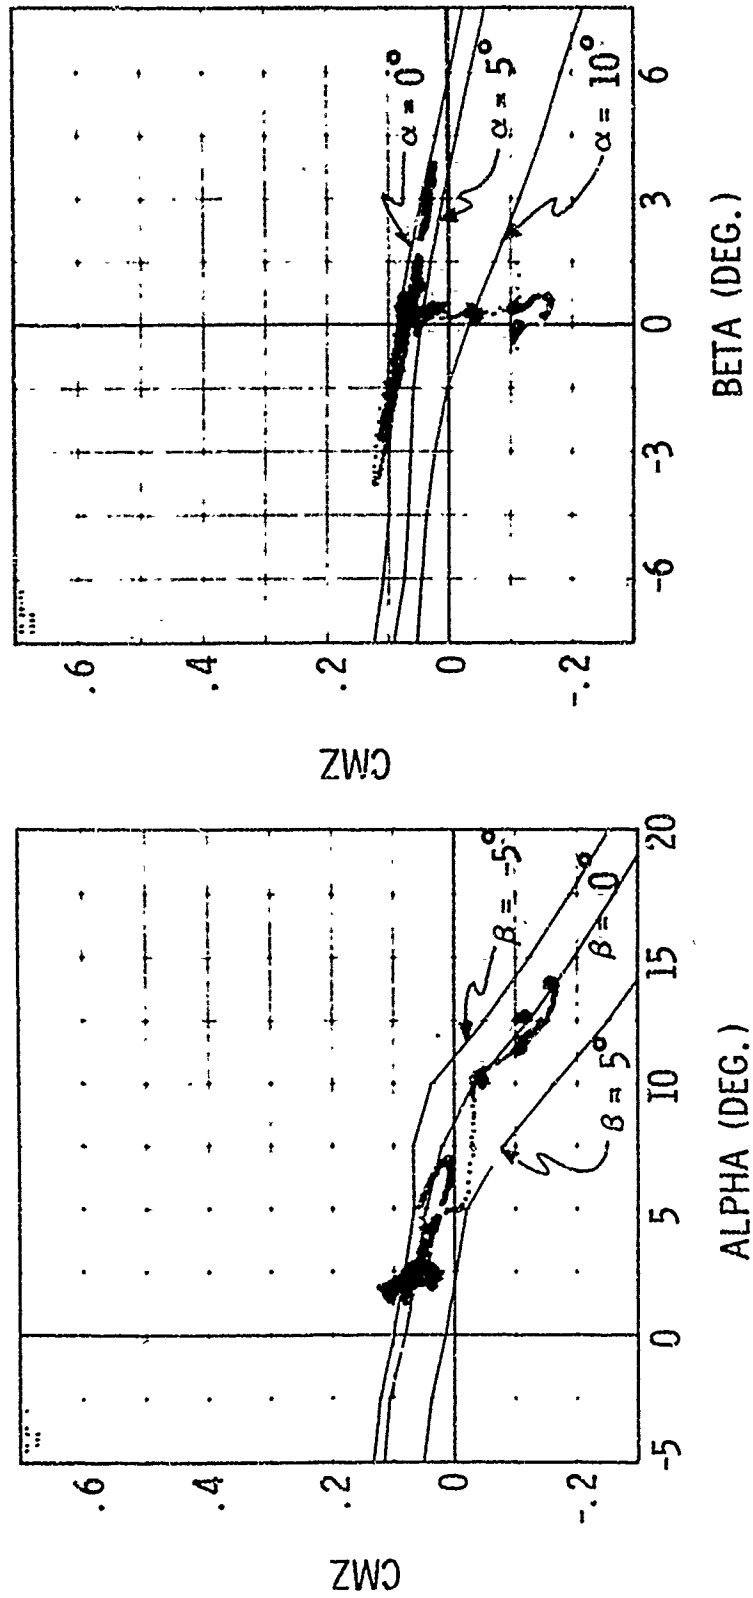 CMZ
.6
.4
.2
0
-.2
-5
0
5
10
15
20
β = -5°
β = 0°
β = 5°
ALPHA (DEG.)
CMZ
.6
.4
.2
0
-.2
-6
-3
0
3
6
α = 0°
α = 5°
α = 10°
BETA (DEG.)